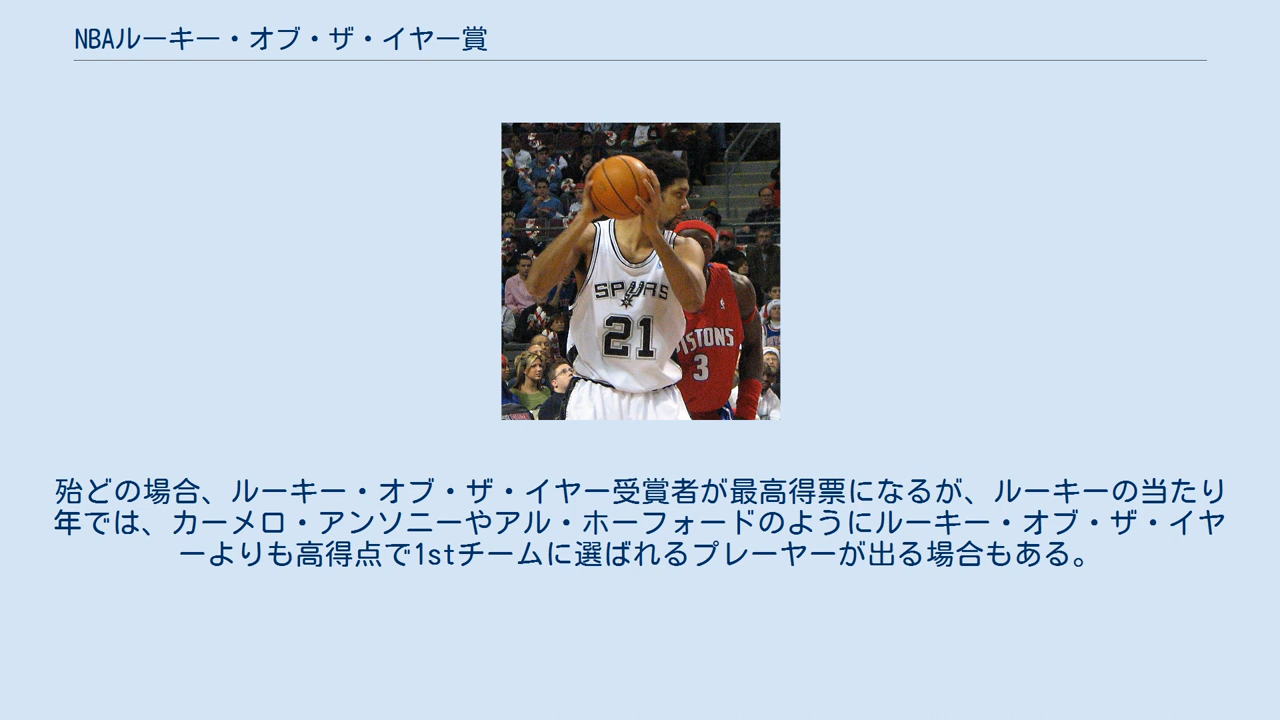 NBAルーキー・オブ・ザ・イヤー賞
SPURS
21
PISTONS
3
殆どの場合、ルーキー・オブ・ザ・イヤー受賞者が最高得票になるが、ルーキーの当たり
年では、カーメロ・アンソニーやアル・ホーフォードのようにルーキー・オブ・ザ・イヤ
ーよりも高得点で1stチームに選ばれるプレーヤーが出る場合もある。